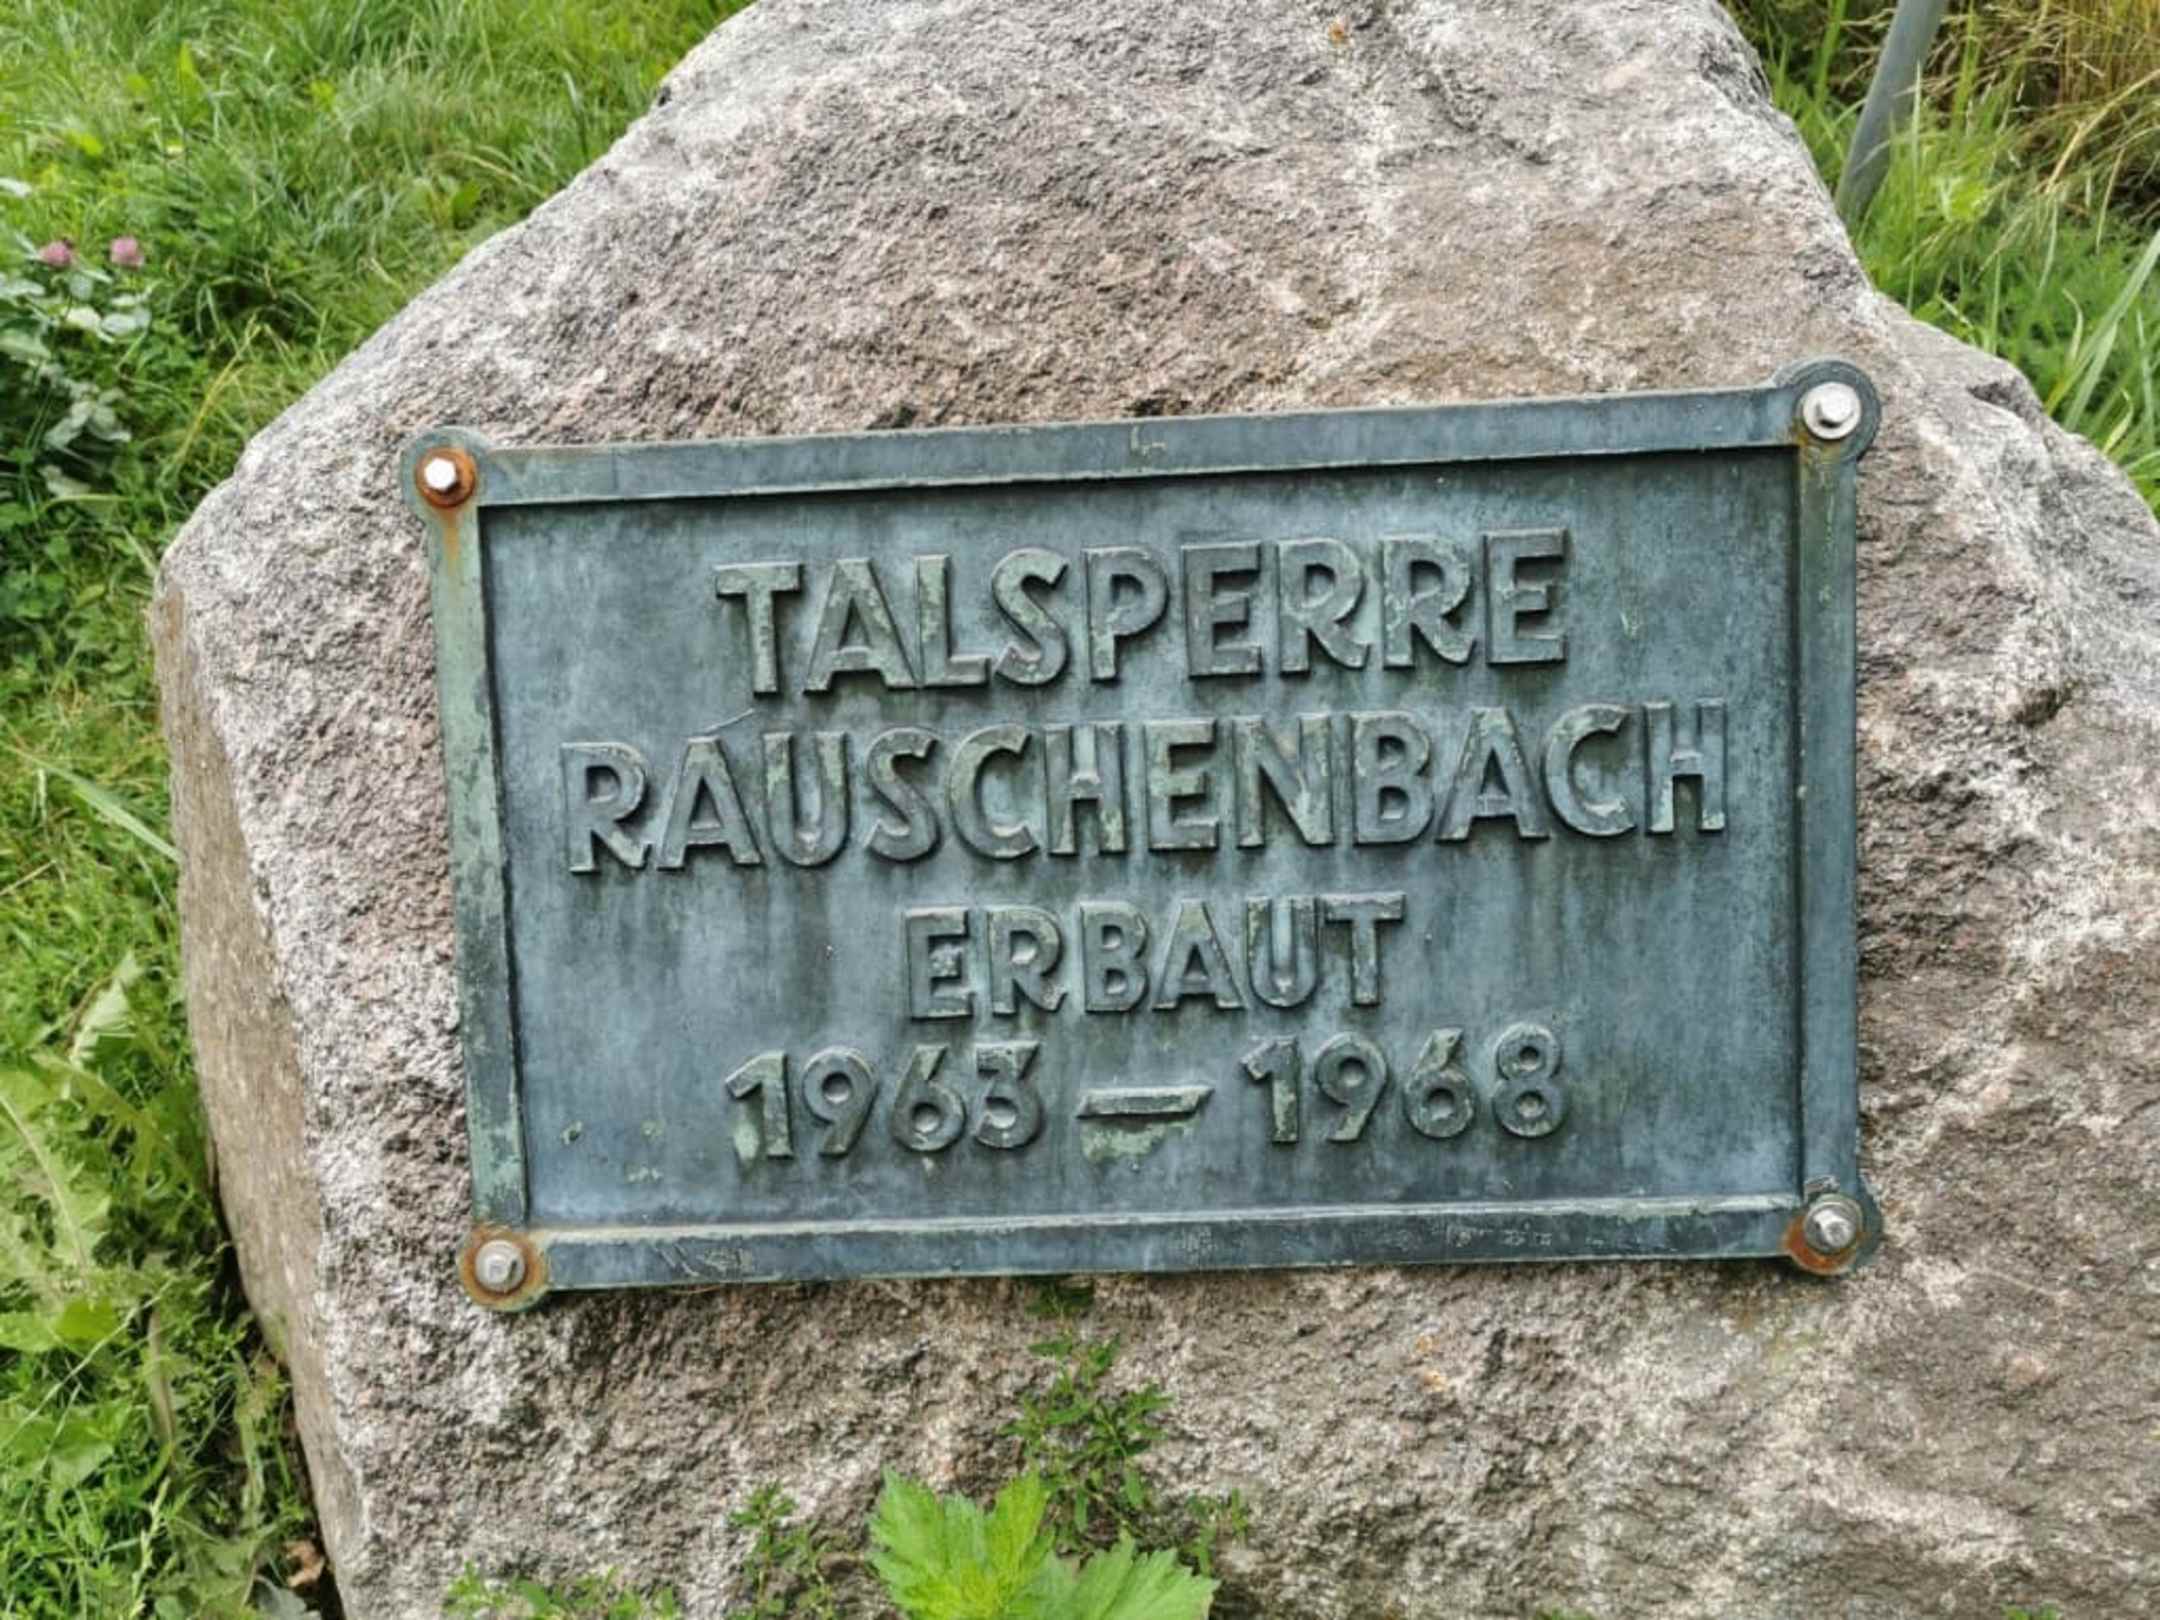 TALSPERRE
RAUSCHENBACH
ERBAUT
1963 — 1968